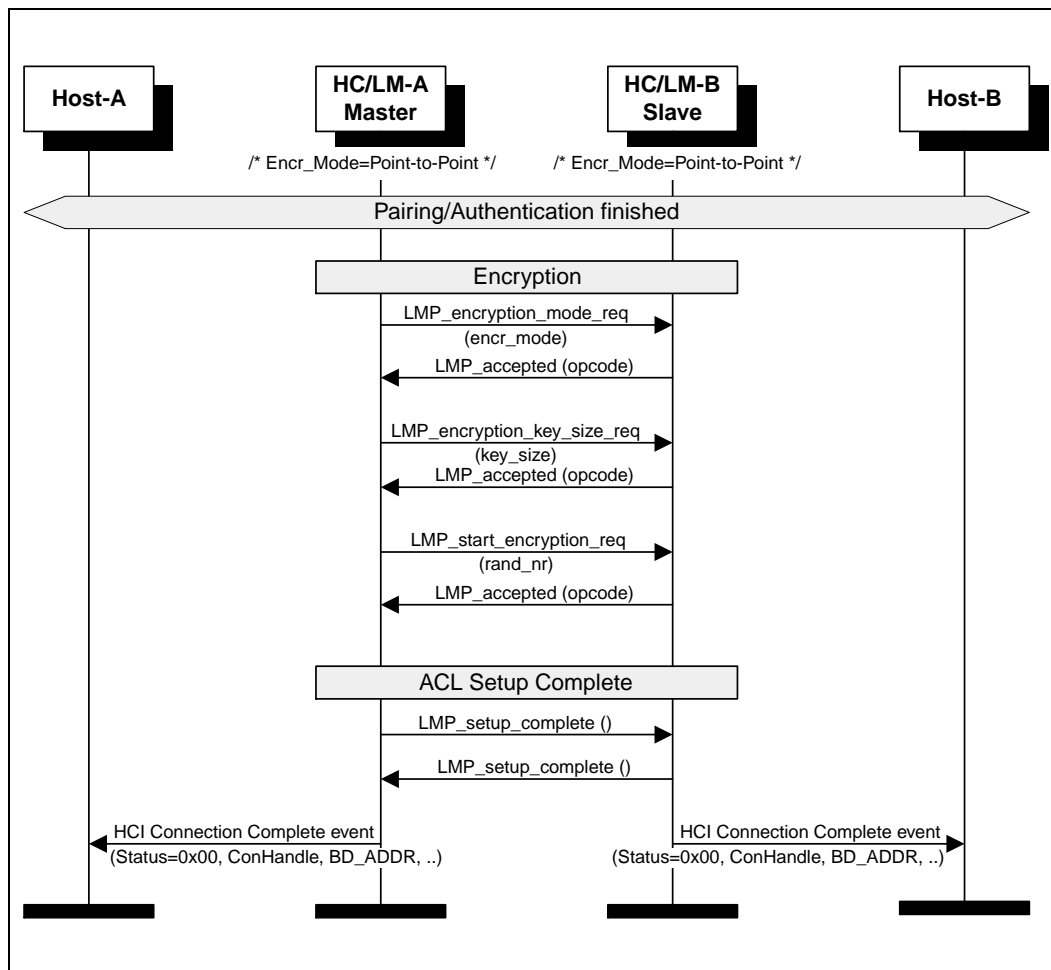 Host-A
HC/LM-A
Master
HC/LM-B
Slave
Host-B
/* Encr_Mode=Point-to-Point */
/* Encr_Mode=Point-to-Point */
Pairing/Authentication finished
Encryption
LMP_encryption_mode_req
(encr_mode)
LMP_accepted (opcode)
LMP_encryption_key_size_req
(key_size)
LMP_accepted (opcode)
LMP_start_encryption_req
(rand_nr)
LMP_accepted (opcode)
ACL Setup Complete
LMP_setup_complete ()
LMP_setup_complete ()
HCI Connection Complete event
(Status=0x00, ConHandle, BD_ADDR, ..)
HCI Connection Complete event
(Status=0x00, ConHandle, BD_ADDR, ..)